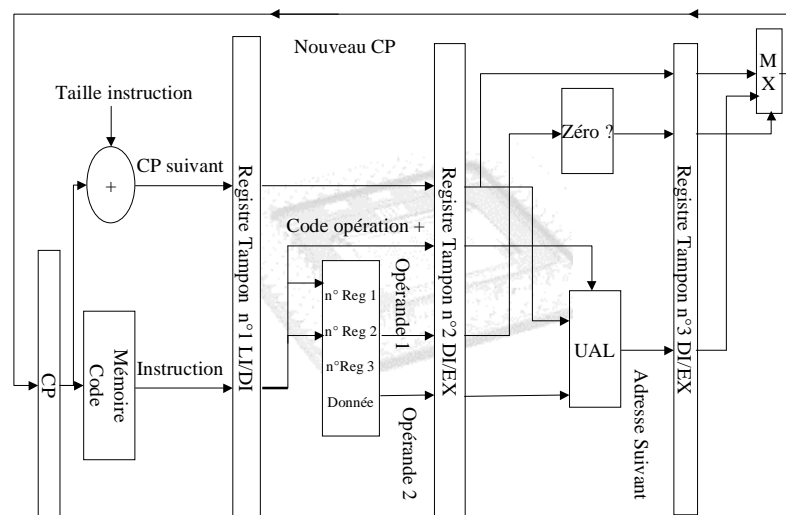 Nouveau CP
Taille instruction
+
CP suivant
Registre Tampon n°1 LI/DI
Code opération +
n° Reg 1
n° Reg 2
n°Reg 3
Donnée
Opérande 1
Opérande 2
Registre Tampon n°2 DI/EX
Zéro ?
UAL
Adresse Suivant
Registre Tampon n°3 DI/EX
M
X
CP
Mémoire
Code
Instruction